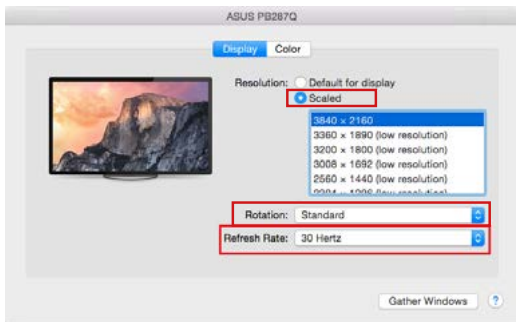 ASUS PB287Q
Display Color
Resolution: Default for display
Scaled
3840 × 2160
3360 × 1890 (low resolution)
3200 × 1800 (low resolution)
3008 × 1692 (low resolution)
2560 × 1440 (low resolution)
Rotation: Standard
Refresh Rate: 30 Hertz
Gather Windows ?